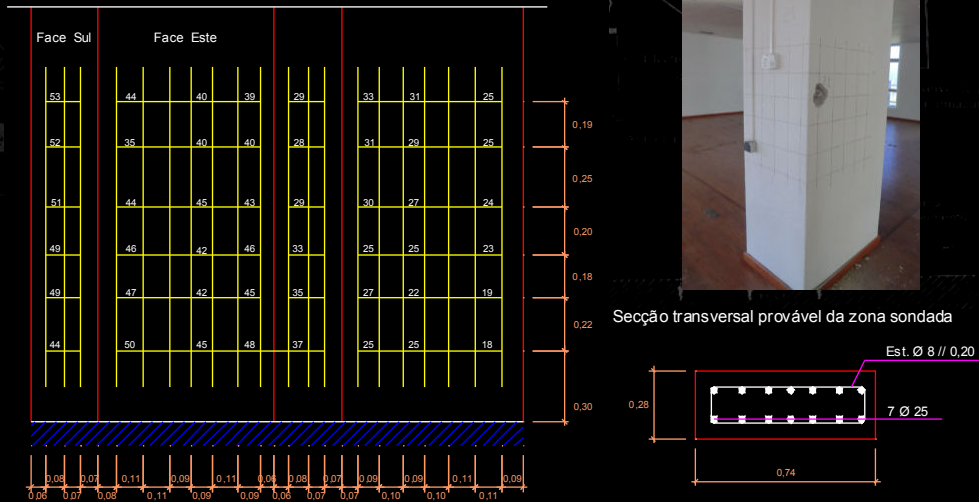 Face Sul Face Este
53 44 40 39 29 33 31 25
0,19
52 35 40 40 28 31 29 25
0,25
51 44 45 43 29 30 27 24
0,20
49 46 42 46 33 25 25 23
0,18
49 47 42 45 35 27 22 19
0,22
44 50 48 48 37 25 25 18
0,30
0,08 0,07 0,11 0,09 0,11 0,06 0,08 0,07 0,09 0,09 0,11 0,09
0,06 0,07 0,08 0,11 0,09 0,09 0,06 0,06 0,07 0,10 0,10 0,11
Secção transversal provável da zona sondada
Est. Ø 8 // 0,20
0,28
7 Ø 25
0,74